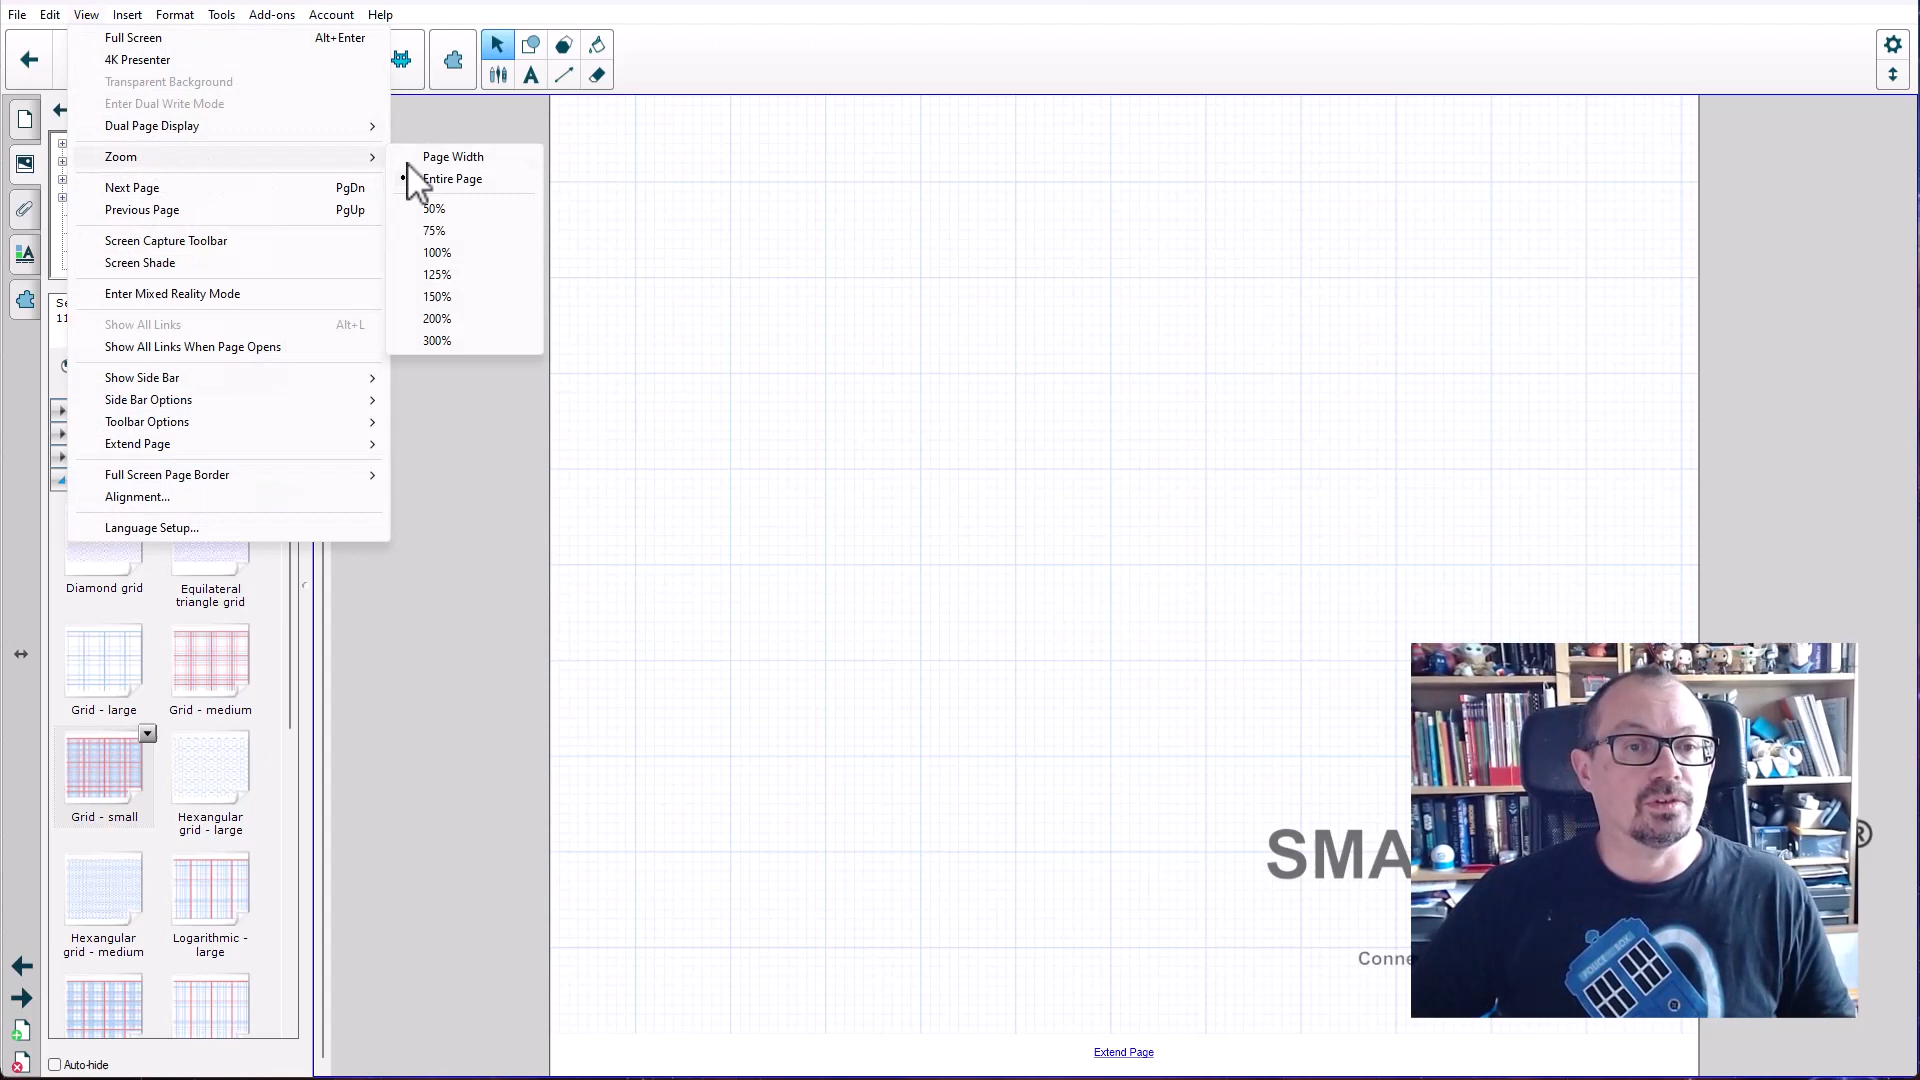 File Edit View Insert Format Tools Add-ons Account Help
Full Screen Alt+Enter
4K Presenter
Transparent Background
Enter Dual Write Mode
Dual Page Display
Zoom
Next Page PgDn
Previous Page PgUp
Screen Capture Toolbar
Screen Shade
Enter Mixed Reality Mode
Show All Links Alt+L
Show All Links When Page Opens
Show Side Bar
Side Bar Options
Toolbar Options
Extend Page
Full Screen Page Border
Alignment...
Language Setup...
Page Width
Entire Page
50%
75%
100%
125%
150%
200%
300%
Se
11
Diamond grid
Equilateral
triangle grid
Grid - large
Grid - medium
Grid - small
Hexangular
grid - large
Hexangular
grid - medium
Logarithmic -
large
Auto-hide
SMA ®
Conne
Extend Page
POLICE BOX